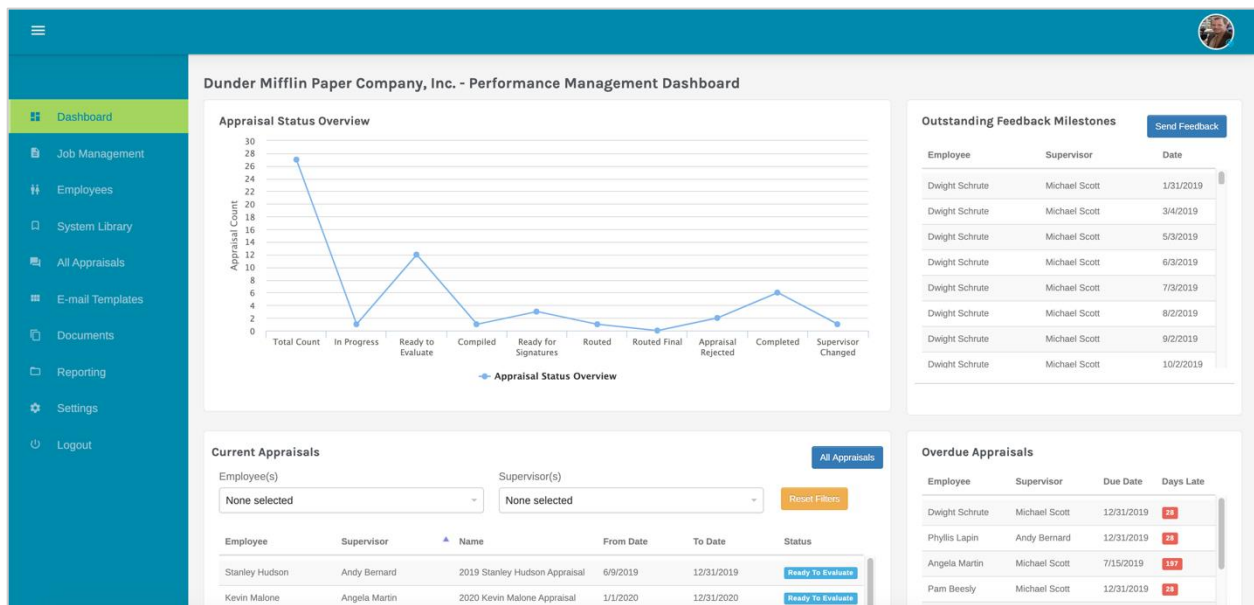 Dunder Mifflin Paper Company, Inc. - Performance Management Dashboard
Dashboard
Job Management
Employees
System Library
All Appraisals
E-mail Templates
Documents
Reporting
Settings
Logout
Appraisal Status Overview
Appraisal Count
30
28
26
24
22
20
18
16
14
12
10
8
6
4
2
0
Total Count In Progress Ready to Evaluate Compiled Ready for Signatures Routed Routed Final Appraisal Rejected Completed Supervisor Changed
Appraisal Status Overview
Outstanding Feedback Milestones Send Feedback
Employee Supervisor Date
Dwight Schrute Michael Scott 1/31/2019
Dwight Schrute Michael Scott 3/4/2019
Dwight Schrute Michael Scott 5/3/2019
Dwight Schrute Michael Scott 6/3/2019
Dwight Schrute Michael Scott 7/3/2019
Dwight Schrute Michael Scott 8/2/2019
Dwight Schrute Michael Scott 9/2/2019
Dwight Schrute Michael Scott 10/2/2019
Current Appraisals All Appraisals
Employee(s) Supervisor(s)
None selected None selected Reset Filters
Employee Supervisor Name From Date To Date Status
Stanley Hudson Andy Bernard 2019 Stanley Hudson Appraisal 6/9/2019 12/31/2019 Ready To Evaluate
Kevin Malone Angela Martin 2020 Kevin Malone Appraisal 1/1/2020 12/31/2020 Ready To Evaluate
Overdue Appraisals
Employee Supervisor Due Date Days Late
Dwight Schrute Michael Scott 12/31/2019 28
Phyllis Lapin Andy Bernard 12/31/2019 28
Angela Martin Michael Scott 7/15/2019 197
Pam Beesly Michael Scott 12/31/2019 28